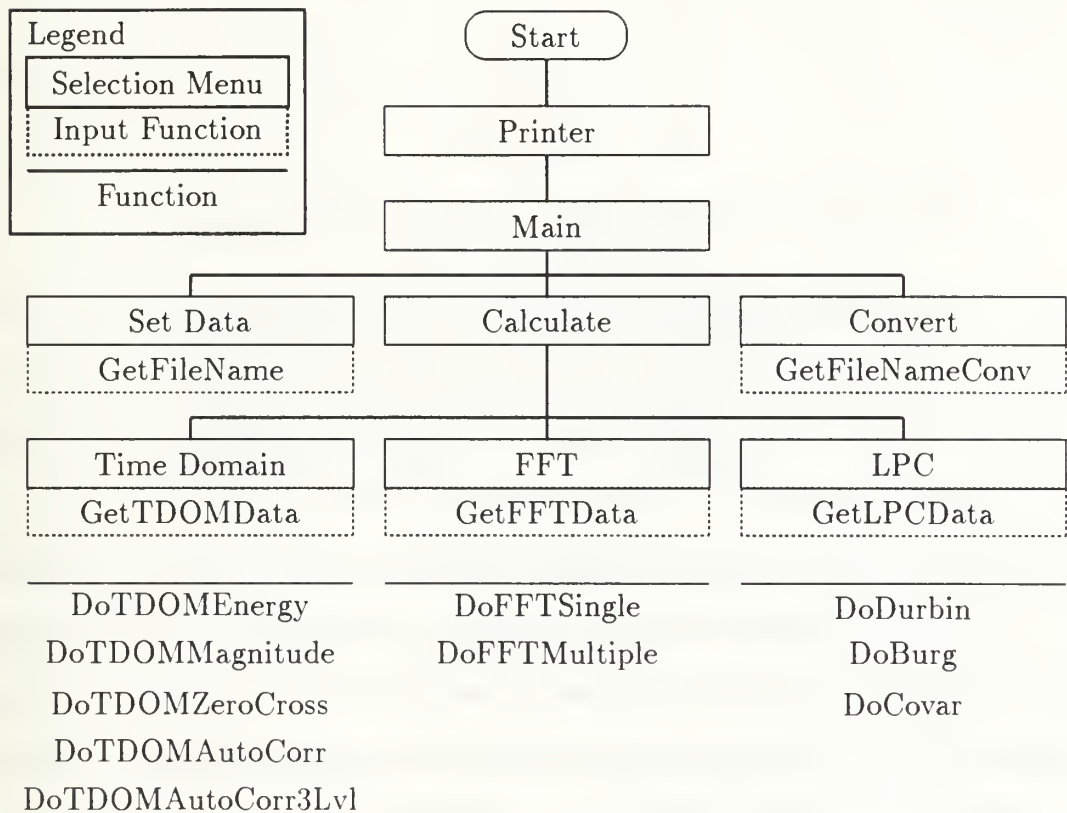 Legend
Selection Menu
Input Function
Function
Start
Printer
Main
Set Data
Calculate
Convert
GetFileName
GetFileNameConv
Time Domain
FFT
LPC
GetTDOMData
GetFFTData
GetLPCData
DoTDOMEnergy
DoFFTSingle
DoDurbin
DoTDOMMagnitude
DoFFTMultiple
DoBurg
DoTDOMZeroCross
DoCovar
DoTDOMAutoCorr
DoTDOMAutoCorr3Lvl